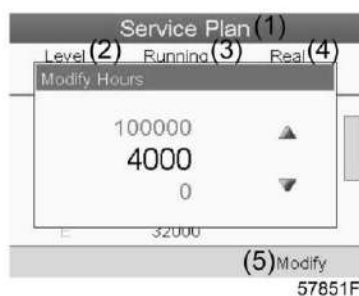 Service Plan (1)
Level (2) Running (3) Real (4)
Modify Hours
100000
4000
0
E 32000
(5) Modify
57851F